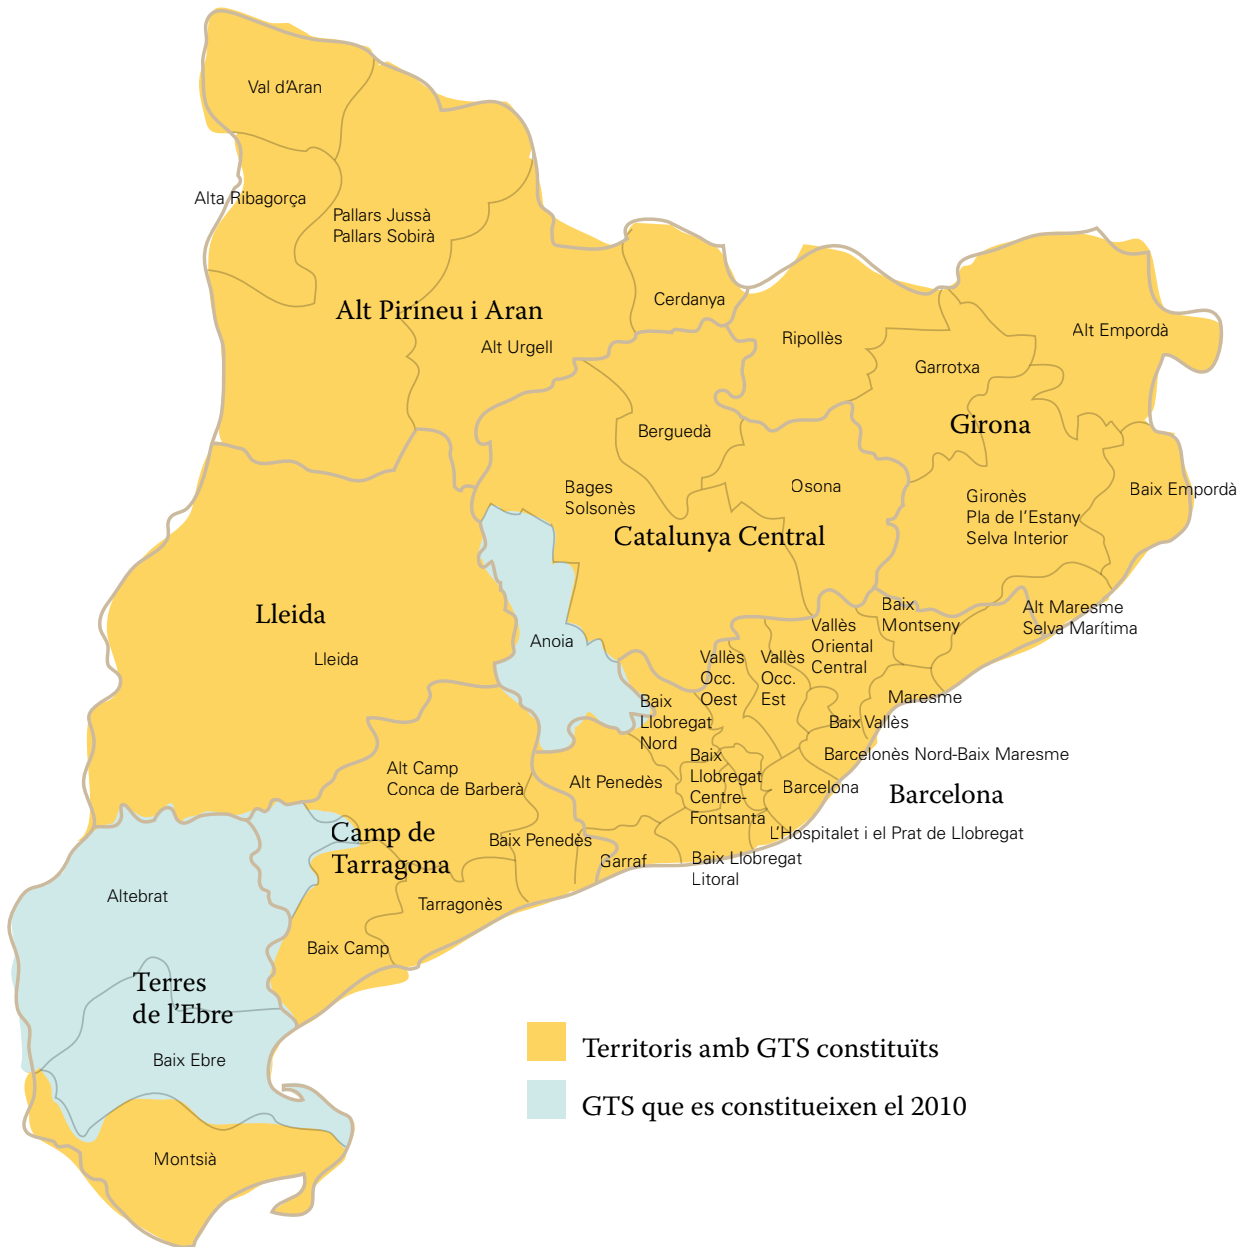 Val d'Aran
Alta Ribagorça
Pallars Jussà
Pallars Sobirà
Alt Pirineu i Aran
Alt Urgell
Cerdanya
Ripollès
Garrotxa
Alt Empordà
Girona
Berguedà
Bages
Solsonès
Osona
Catalunya Central
Gironès
Pla de l'Estany
Selva Interior
Baix Empordà
Lleida
Lleida
Anoia
Baix
Montseny
Alt Maresme
Selva Marítima
Vallès
Oriental
Central
Vallès
Occ.
Oest
Vallès
Occ.
Est
Maresme
Baix
Llobregat
Nord
Baix Vallès
Barcelonès Nord-Baix Maresme
Baix
Llobregat
Centre-
Fontsanta
Alt Penedès
Barcelona
Barcelona
Alt Camp
Conca de Barberà
L'Hospitalet i el Prat de Llobregat
Camp de
Tarragona
Baix Penedès
Garraf
Baix Llobregat
Litoral
Altebrat
Tarragonès
Baix Camp
Terres
de l'Ebre
Baix Ebre
Montsià
Territoris amb GTS constituïts
GTS que es constitueixen el 2010